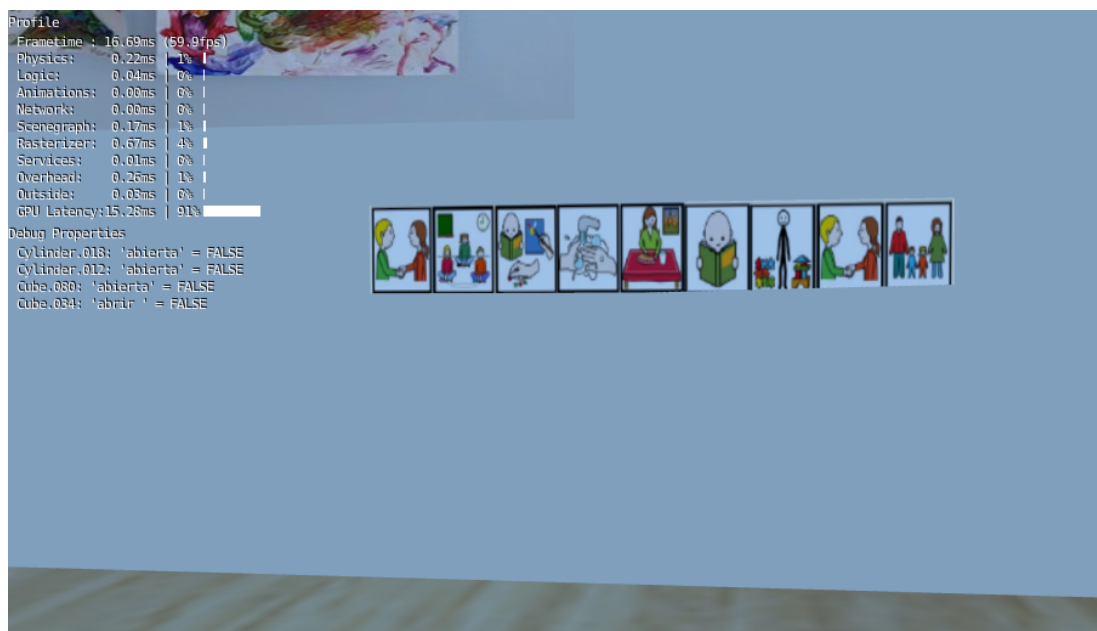 Profile
Frametime : 16.69ms (59.9fps)
Physics: 0.22ms | 1%
Logic: 0.04ms | 0%
Animations: 0.00ms | 0%
Network: 0.00ms | 0%
Scenegraph: 0.17ms | 1%
Rasterizer: 0.67ms | 4%
Services: 0.01ms | 0%
Overhead: 0.26ms | 1%
Outside: 0.03ms | 0%
GPU Latency:15.28ms | 91%
Debug Properties
Cylinder.018: 'abierta' = FALSE
Cylinder.012: 'abierta' = FALSE
Cube.080: 'abierta' = FALSE
Cube.034: 'abrir ' = FALSE